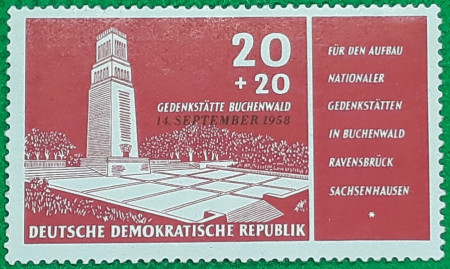 20
+ 20
GEDENKSTÄTTE BUCHENWALD
14. SEPTEMBER 1958
DEUTSCHE DEMOKRATISCHE REPUBLIK
FÜR DEN AUFBAU
NATIONALER
GEDENKSTÄTTEN
IN BUCHENWALD
RAVENSBRÜCK
SACHSENHAUSEN
*